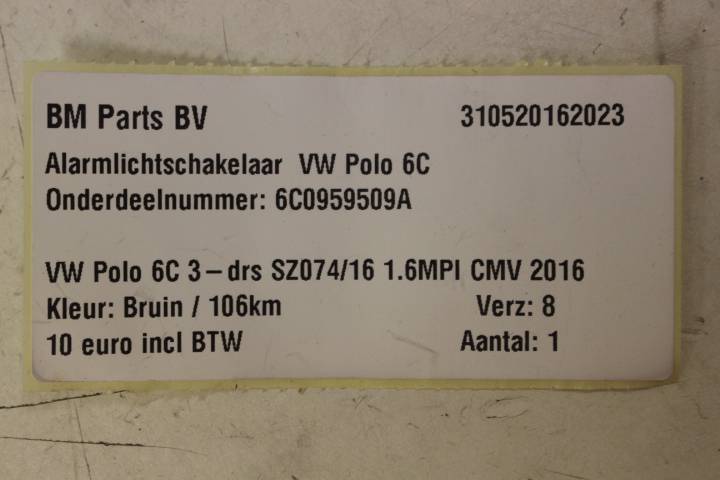 BM Parts BV 310520162023
Alarmlichtschakelaar VW Polo 6C
Onderdeelnummer: 6C0959509A
VW Polo 6C 3-drs SZ074/16 1.6MPI CMV 2016
Kleur: Bruin / 106km Verz: 8
10 euro incl BTW Aantal: 1